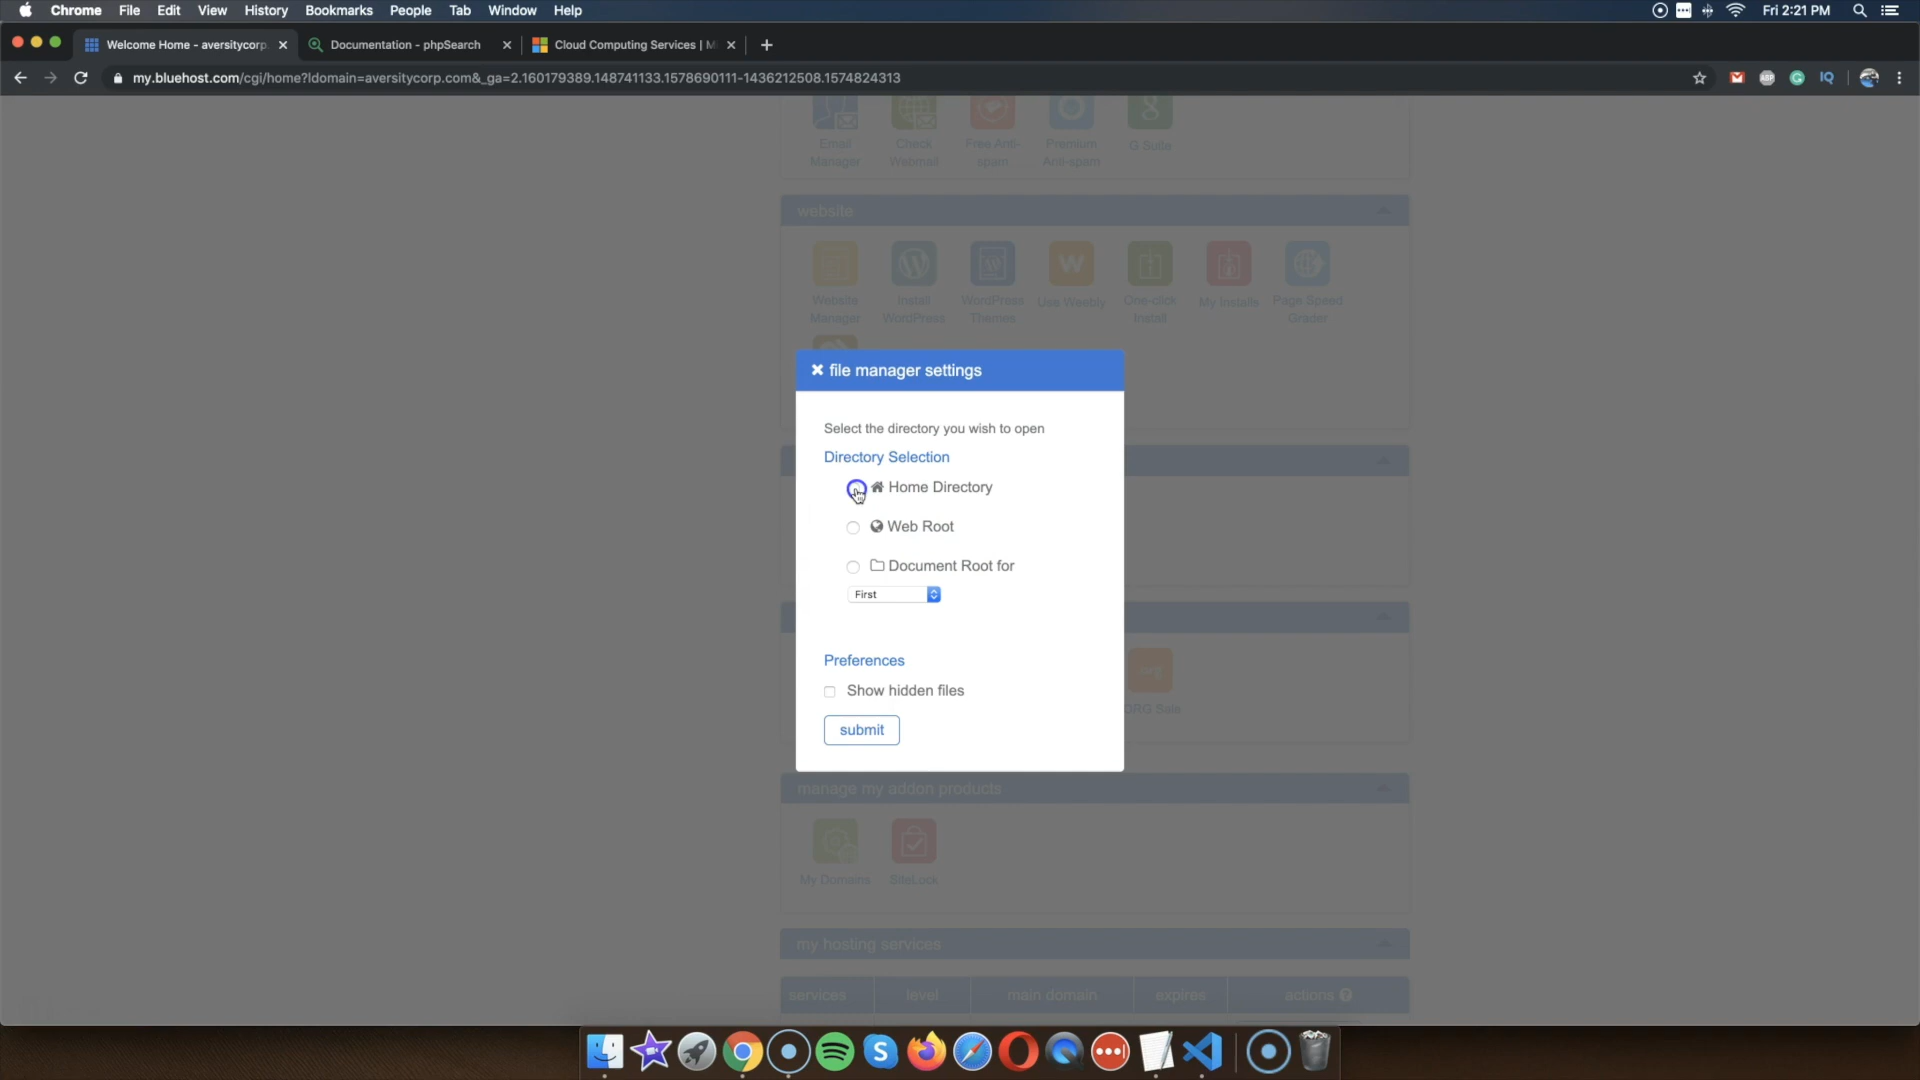 Chrome File Edit View History Bookmarks People Tab Window Help Fri 2:21 PM
Welcome Home - aversitycorp. Documentation - phpSearch Cloud Computing Services | M
my.bluehost.com/cgi/home?ldomain=aversitycorp.com&_ga=2.160179389.148741133.1578690111-1436212508.1574824313
Email Manager Check Webmail Free Anti-spam ... Premium Anti-spam G Suite
website
Website Manager Install WordPress WordPress Themes Use Weebly One-click Install My Installs Page Speed Grader
file manager settings
Select the directory you wish to open
Directory Selection
Home Directory
Web Root
Document Root for
First
Preferences
Show hidden files
submit
.ORG Sale
manage my addon products
My Domains SiteLock
my hosting services
services level main domain expires actions